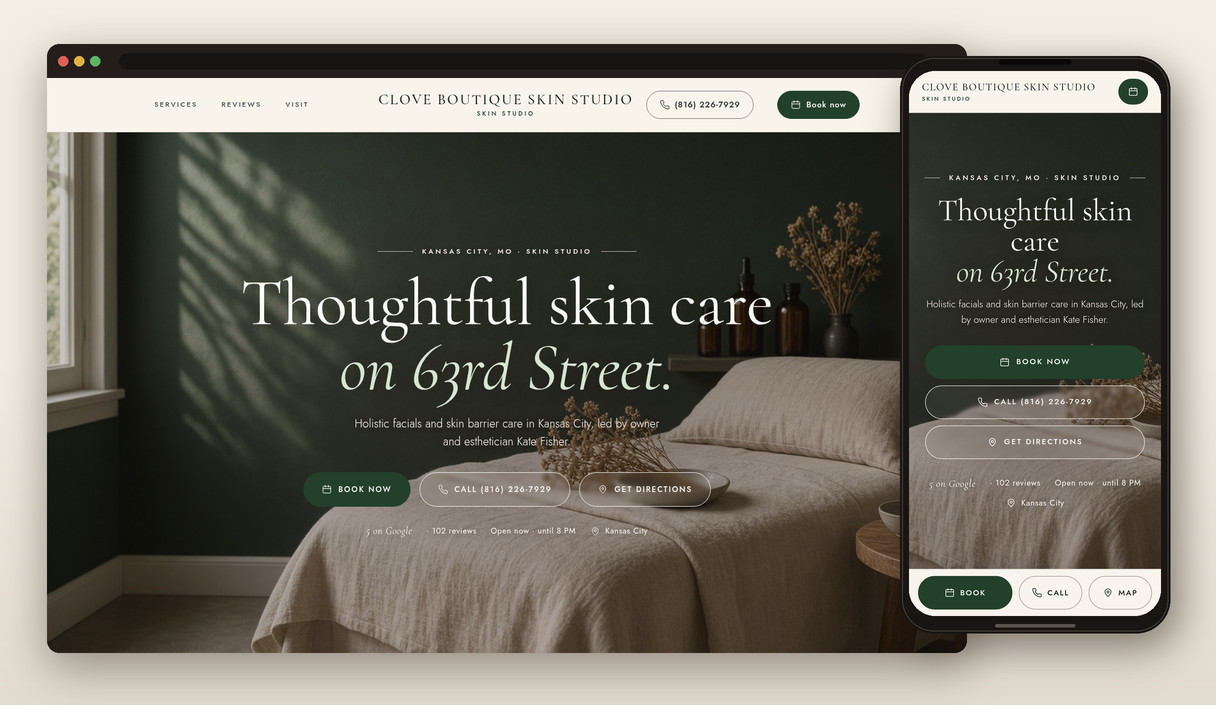 SERVICES REVIEWS VISIT
CLOVE BOUTIQUE SKIN STUDIO
SKIN STUDIO
(816) 226-7929
Book now
KANSAS CITY, MO · SKIN STUDIO
Thoughtful skin care
on 63rd Street.
Holistic facials and skin barrier care in Kansas City, led by owner
and esthetician Kate Fisher.
BOOK NOW
CALL (816) 226-7929
GET DIRECTIONS
5 on Google · 102 reviews Open now · until 8 PM Kansas City
CLOVE BOUTIQUE SKIN STUDIO
SKIN STUDIO
KANSAS CITY, MO · SKIN STUDIO
Thoughtful skin
care
on 63rd Street.
Holistic facials and skin barrier care in Kansas City, led
by owner and esthetician Kate Fisher.
BOOK NOW
CALL (816) 226-7929
GET DIRECTIONS
5 on Google · 102 reviews Open now · until 8 PM
Kansas City
BOOK CALL MAP